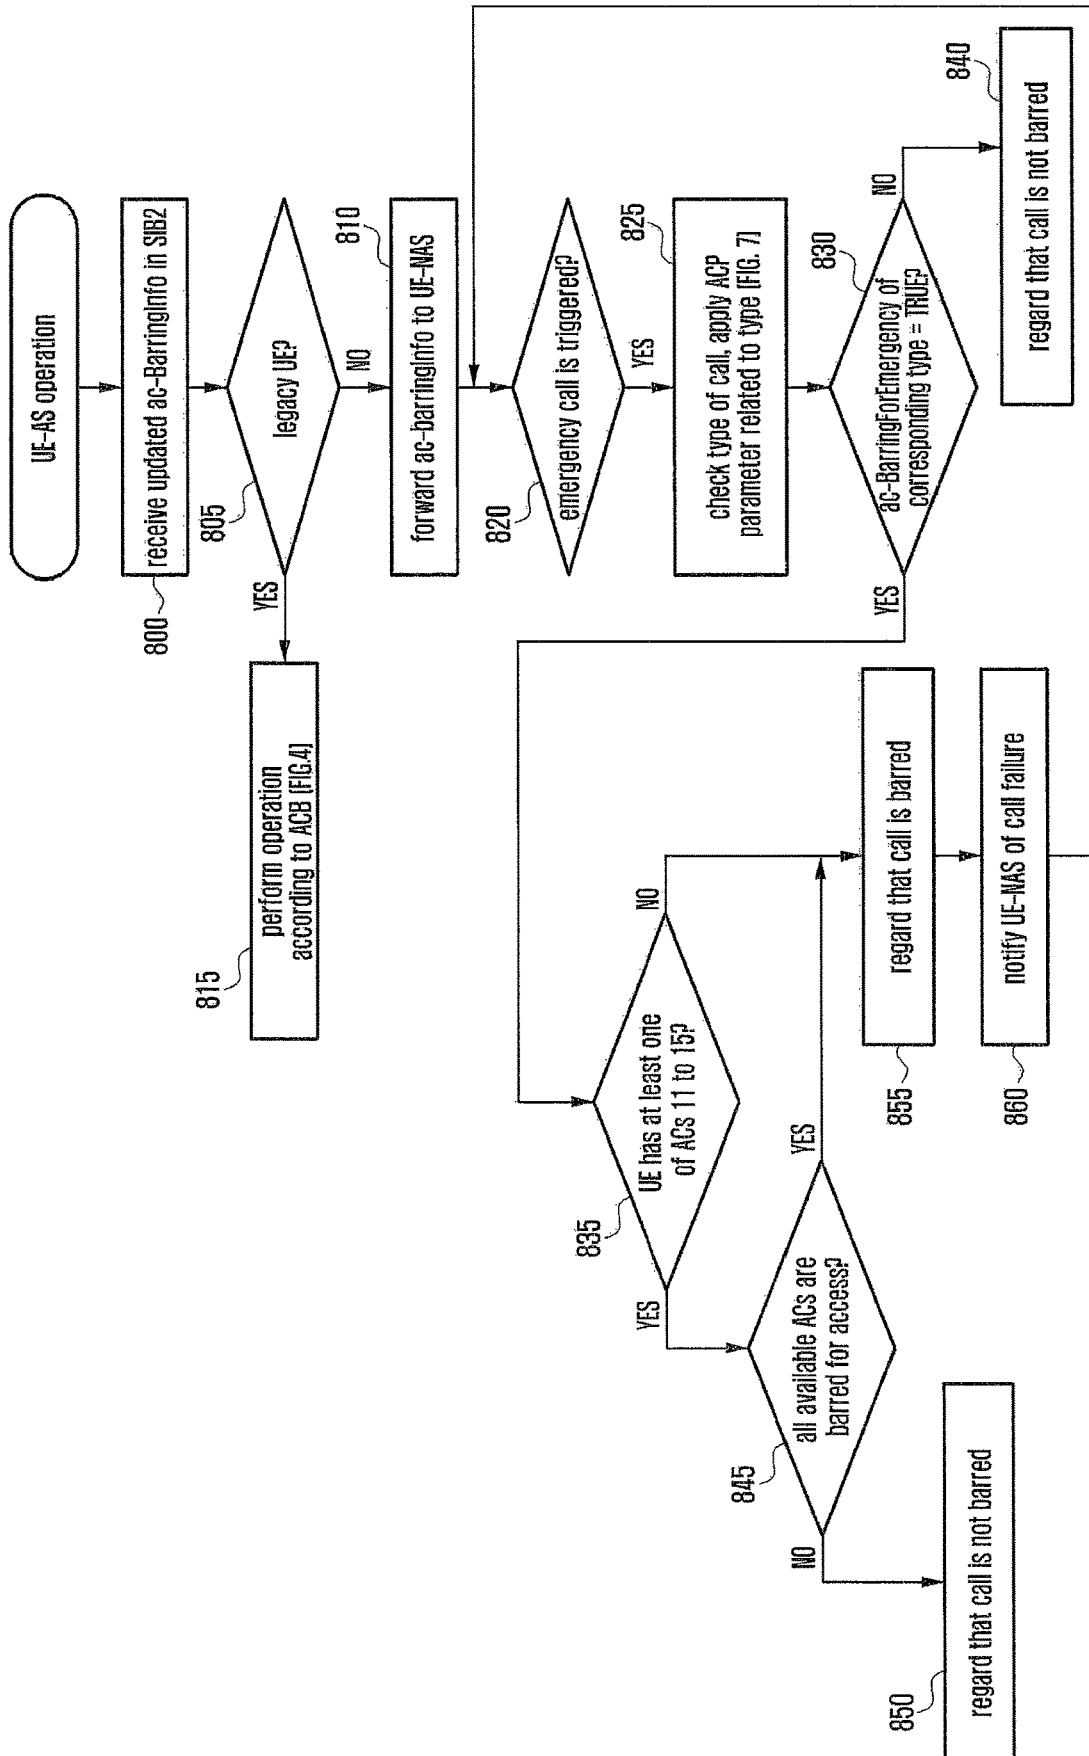 UE-AS operation
receive updated ac-BarringInfo in SIB2
800
legacy UE?
805
YES
NO
perform operation
according to ACB (FIG.4)
815
forward ac-barringInfo to UE-NAS
810
emergency call is triggered?
820
YES
check type of call, apply ACP
parameter related to type (FIG. 7)
825
ac-BarringForEmergency of
corresponding type = TRUE?
830
YES
NO
regard that call is not barred
840
UE has at least one
of ACs 11 to 15?
835
YES
NO
all available ACs are
barred for access?
845
YES
NO
regard that call is not barred
850
regard that call is barred
855
notify UE-NAS of call failure
860